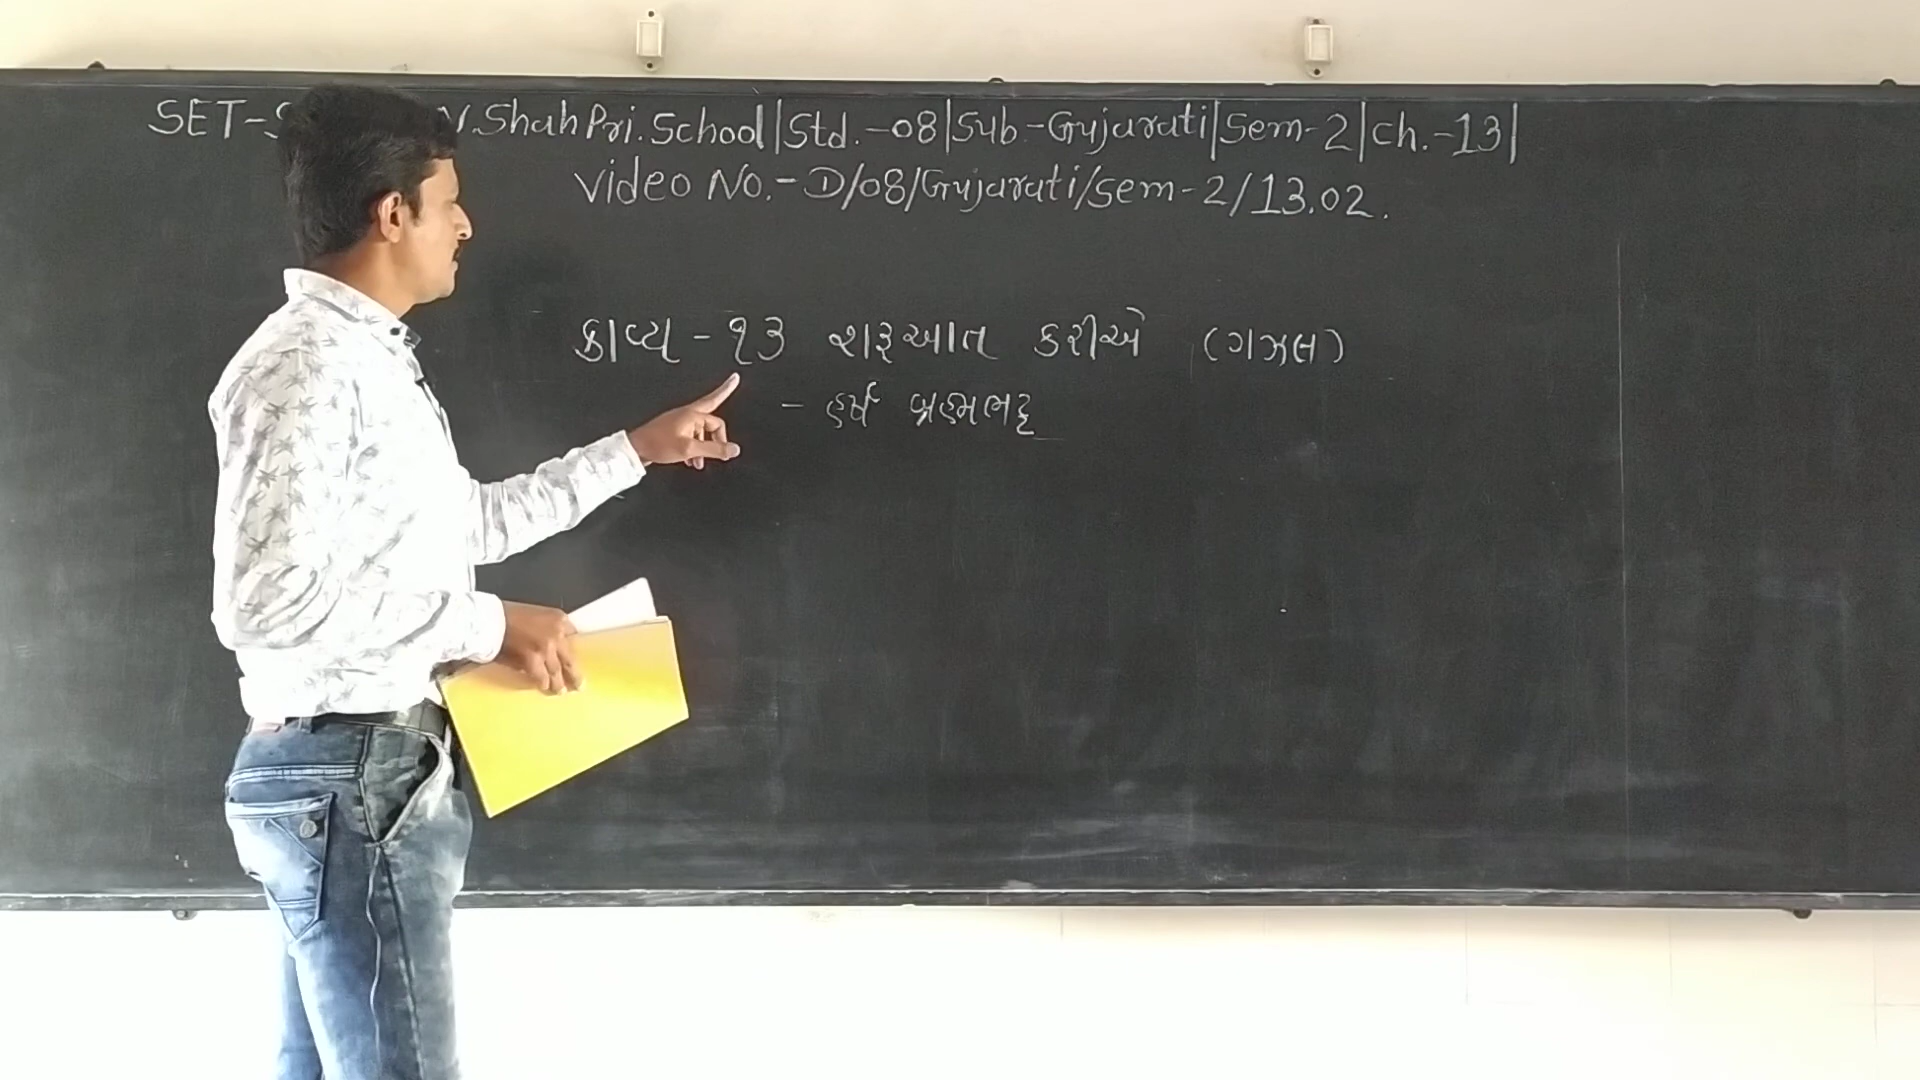 SET- V.Shah Pri.School|Std.-08|Sub-Gujarati|Sem-2|Ch.-13|
Video No.-D/08/Gujarati/Sem-2/13.02.
કાવ્ય - ૧૩ શરૂઆત કરીએ (ગઝલ)
- હર્ષ બ્રહ્મભટ્ટ